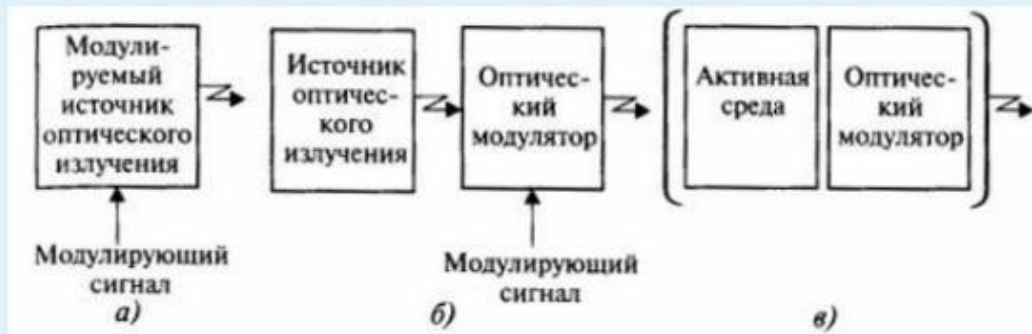 Модули-
руемый
источник
оптического
излучения
Модулирующий
сигнал
а)
Источник
оптичес-
кого
излучения
Оптичес-
кий
модулятор
Модулирующий
сигнал
б)
Активная
среда
Оптичес-
кий
модулятор
в)